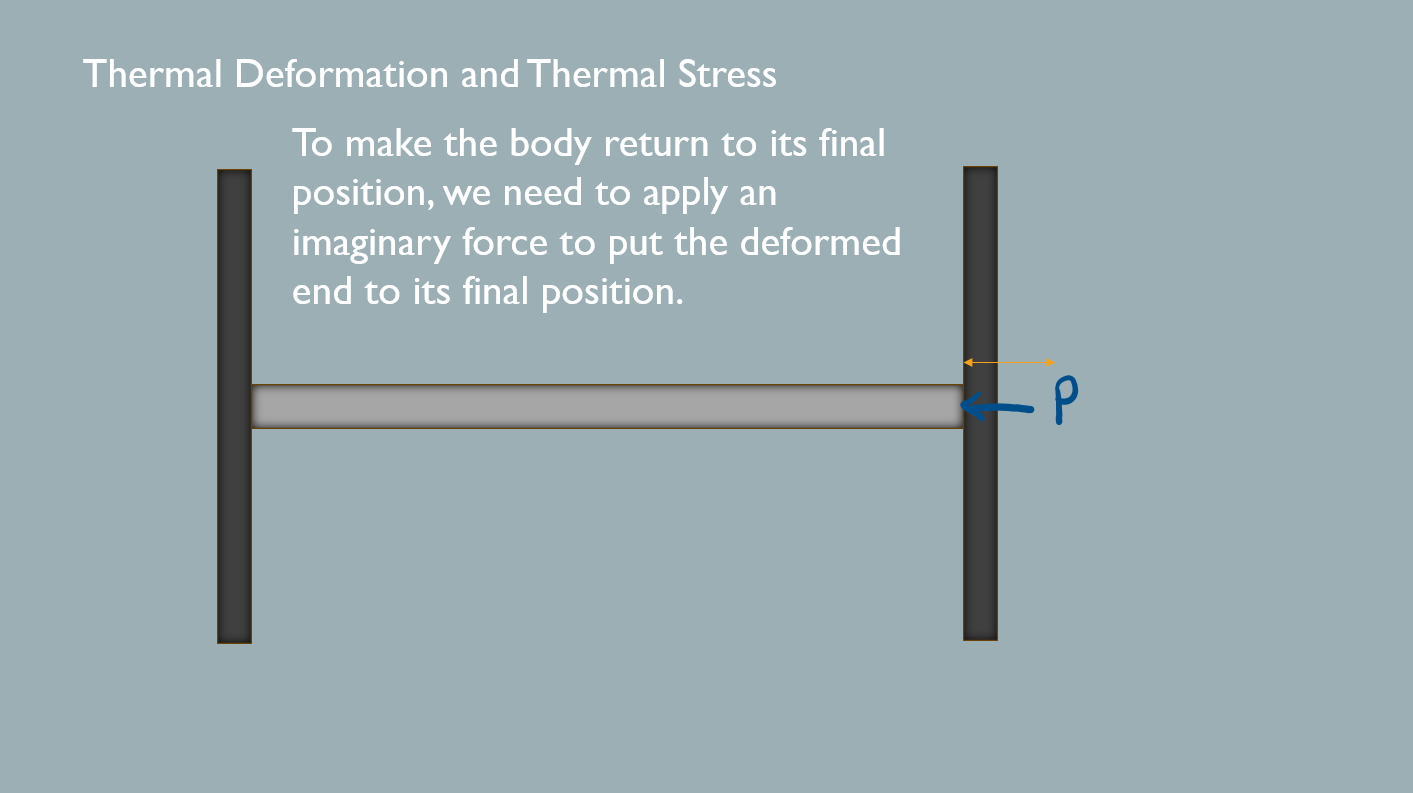 Thermal Deformation and Thermal Stress
To make the body return to its final
position, we need to apply an
imaginary force to put the deformed
end to its final position.
P